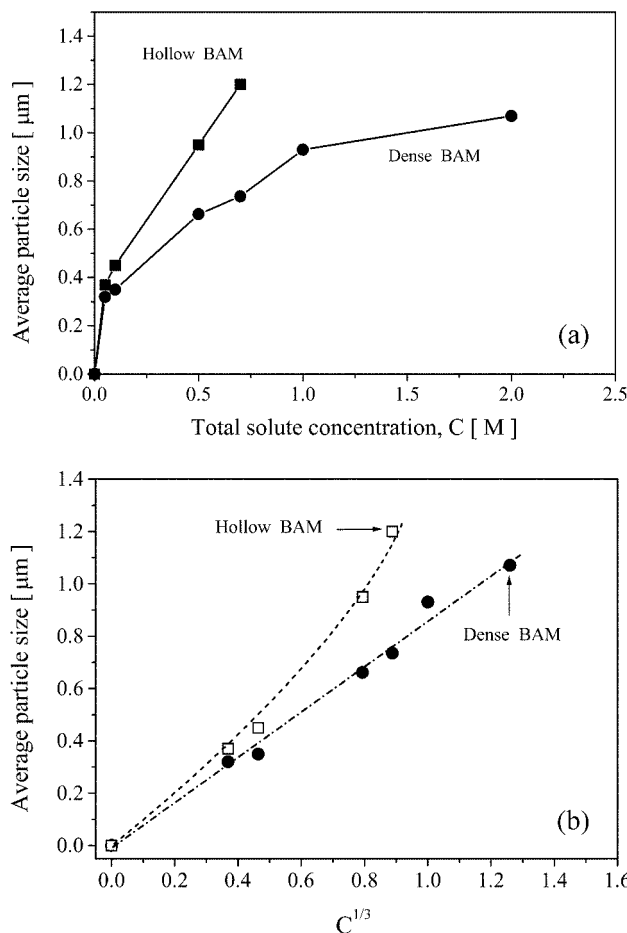 1.4
1.2
1.0
0.8
0.6
0.4
0.2
0.0
Average particle size [ μm ]
Hollow BAM
Dense BAM
(a)
0.0 0.5 1.0 1.5 2.0 2.5
Total solute concentration, C [ M ]
1.4
1.2
1.0
0.8
0.6
0.4
0.2
0.0
Average particle size [ μm ]
Hollow BAM
Dense BAM
(b)
0.0 0.2 0.4 0.6 0.8 1.0 1.2 1.4 1.6
C^{1/3}